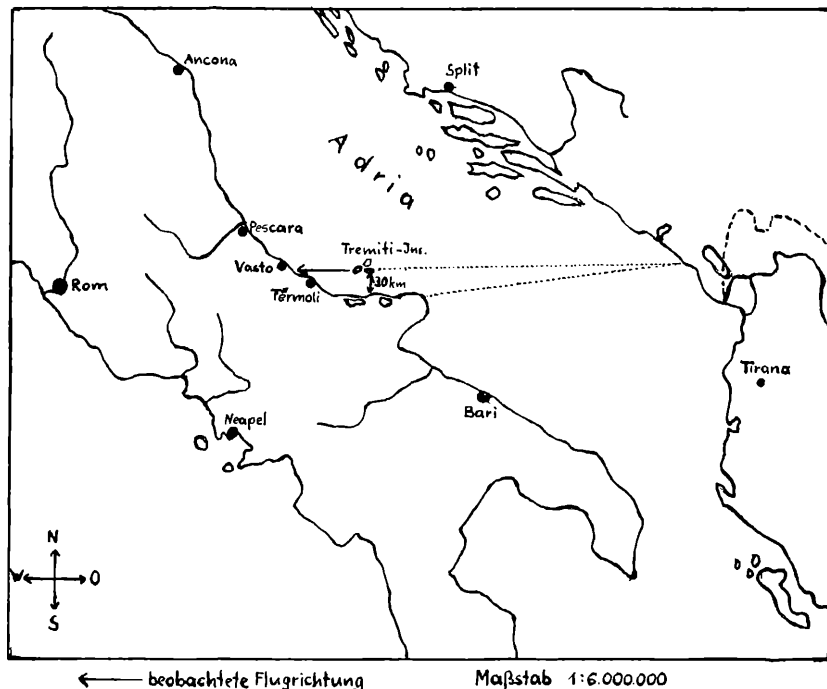 Ancona
Split
Adria
Pescara
Tremiti-Ins.
Vasto
30km
Rom
Termoli
Tirana
Bari
Neapel
N
W O
S
beobachtete Flugrichtung Maßstab 1:6.000.000